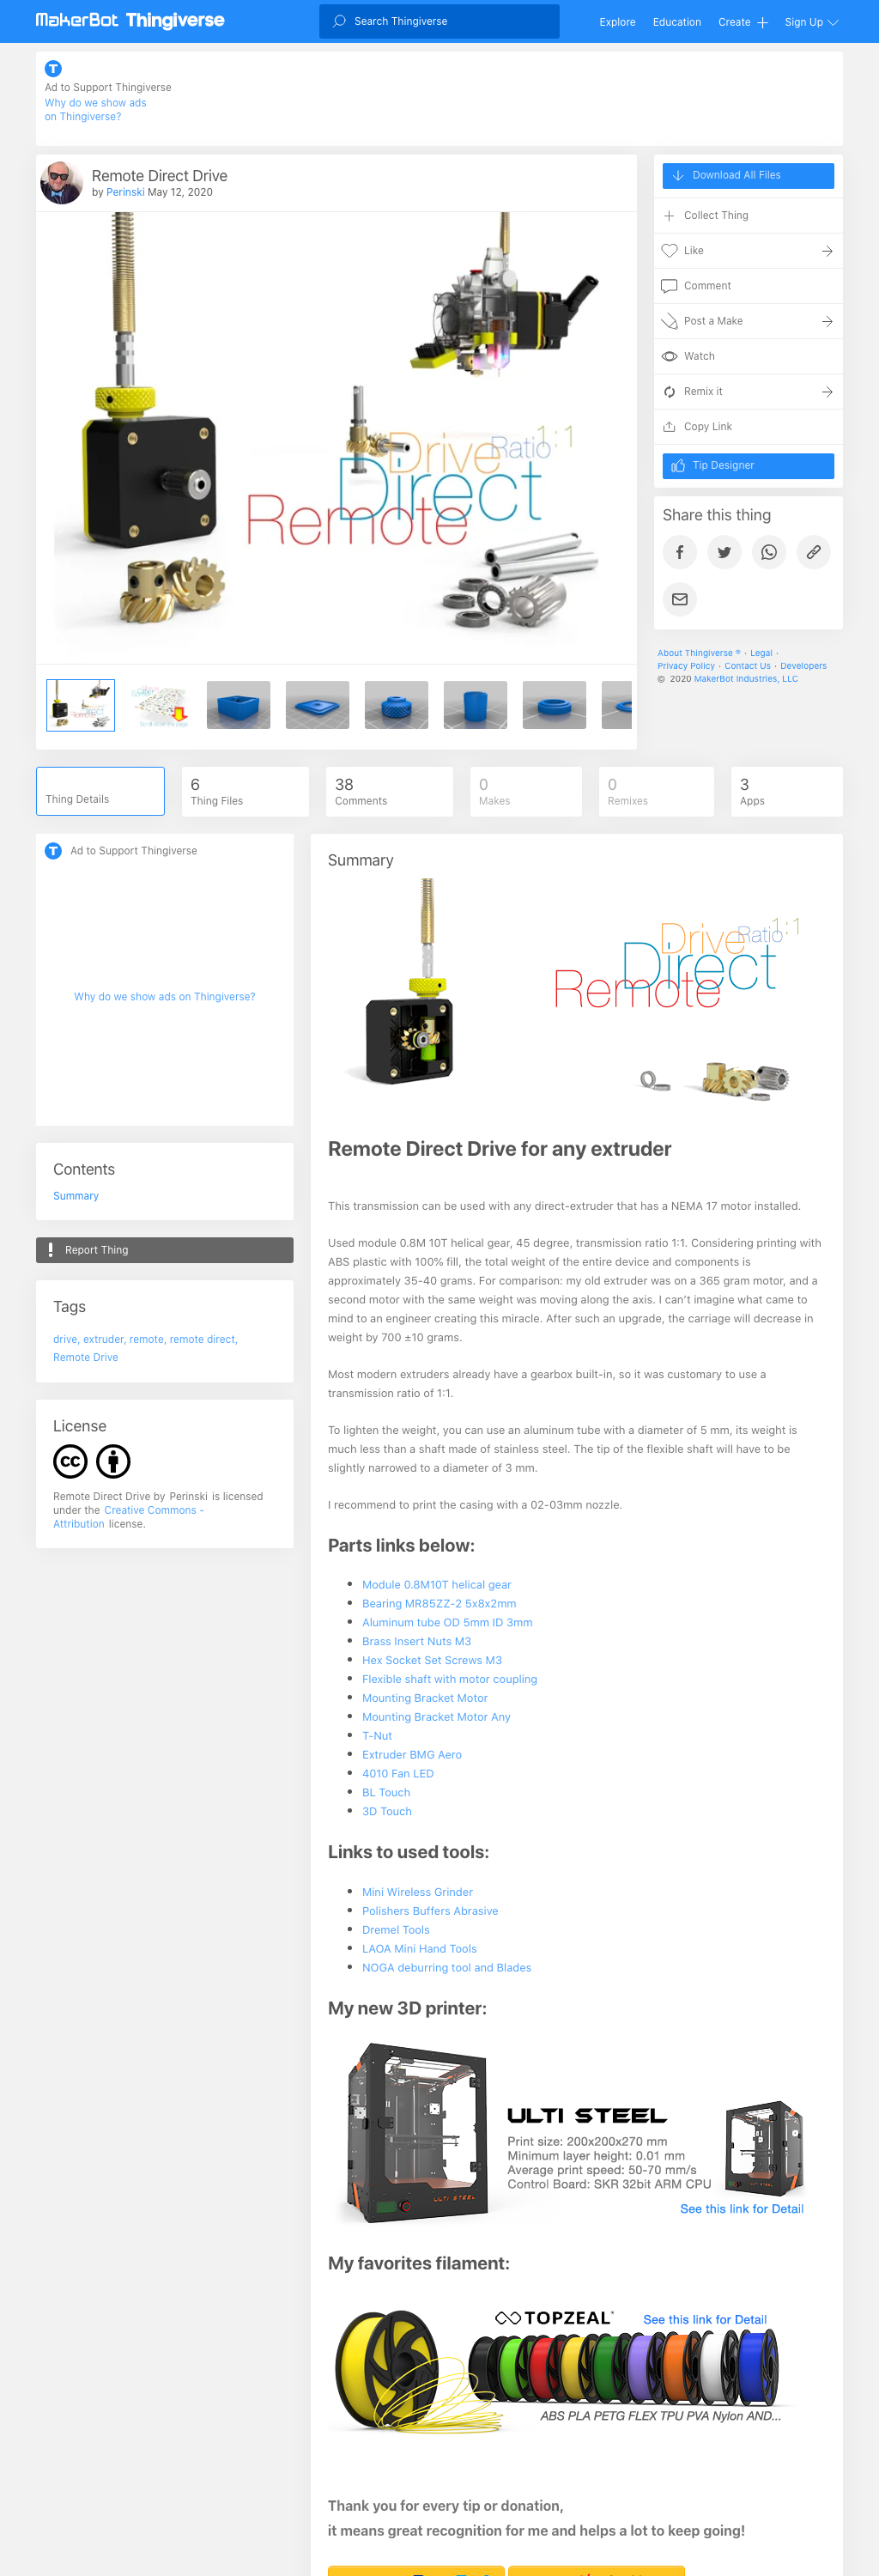 MakerBot Thingiverse
Search Thingiverse
Explore
Education
Create
Sign Up
Ad to Support Thingiverse
Why do we show ads
on Thingiverse?
Remote Direct Drive
by Perinski May 12, 2020
Drive Ratio 1:1
Direct
Remote
Download All Files
Collect Thing
Like
Comment
Post a Make
Watch
Remix it
Copy Link
Tip Designer
Share this thing
About Thingiverse ® · Legal ·
Privacy Policy · Contact Us · Developers
© 2020 MakerBot Industries, LLC
Thing Details
6
Thing Files
38
Comments
0
Makes
0
Remixes
3
Apps
Ad to Support Thingiverse
Why do we show ads on Thingiverse?
Contents
Summary
Report Thing
Tags
drive, extruder, remote, remote direct,
Remote Drive
License
cc
Remote Direct Drive by Perinski is licensed
under the Creative Commons -
Attribution license.
Summary
Drive Ratio 1:1
Direct
Remote
Remote Direct Drive for any extruder
This transmission can be used with any direct-extruder that has a NEMA 17 motor installed.
Used module 0.8M 10T helical gear, 45 degree, transmission ratio 1:1. Considering printing with
ABS plastic with 100% fill, the total weight of the entire device and components is
approximately 35-40 grams. For comparison: my old extruder was on a 365 gram motor, and a
second motor with the same weight was moving along the axis. I can't imagine what came to
mind to an engineer creating this miracle. After such an upgrade, the carriage will decrease in
weight by 700 ±10 grams.
Most modern extruders already have a gearbox built-in, so it was customary to use a
transmission ratio of 1:1.
To lighten the weight, you can use an aluminum tube with a diameter of 5 mm, its weight is
much less than a shaft made of stainless steel. The tip of the flexible shaft will have to be
slightly narrowed to a diameter of 3 mm.
I recommend to print the casing with a 02-03mm nozzle.
Parts links below:
Module 0.8M10T helical gear
Bearing MR85ZZ-2 5x8x2mm
Aluminum tube OD 5mm ID 3mm
Brass Insert Nuts M3
Hex Socket Set Screws M3
Flexible shaft with motor coupling
Mounting Bracket Motor
Mounting Bracket Motor Any
T-Nut
Extruder BMG Aero
4010 Fan LED
BL Touch
3D Touch
Links to used tools:
Mini Wireless Grinder
Polishers Buffers Abrasive
Dremel Tools
LAOA Mini Hand Tools
NOGA deburring tool and Blades
My new 3D printer:
ULTI STEEL
Print size: 200x200x270 mm
Minimum layer height: 0.01 mm
Average print speed: 50-70 mm/s
Control Board: SKR 32bit ARM CPU
See this link for Detail
ULTI STEEL
My favorites filament:
TOPZEAL
See this link for Detail
ABS PLA PETG FLEX TPU PVA Nylon AND...
Thank you for every tip or donation,
it means great recognition for me and helps a lot to keep going!